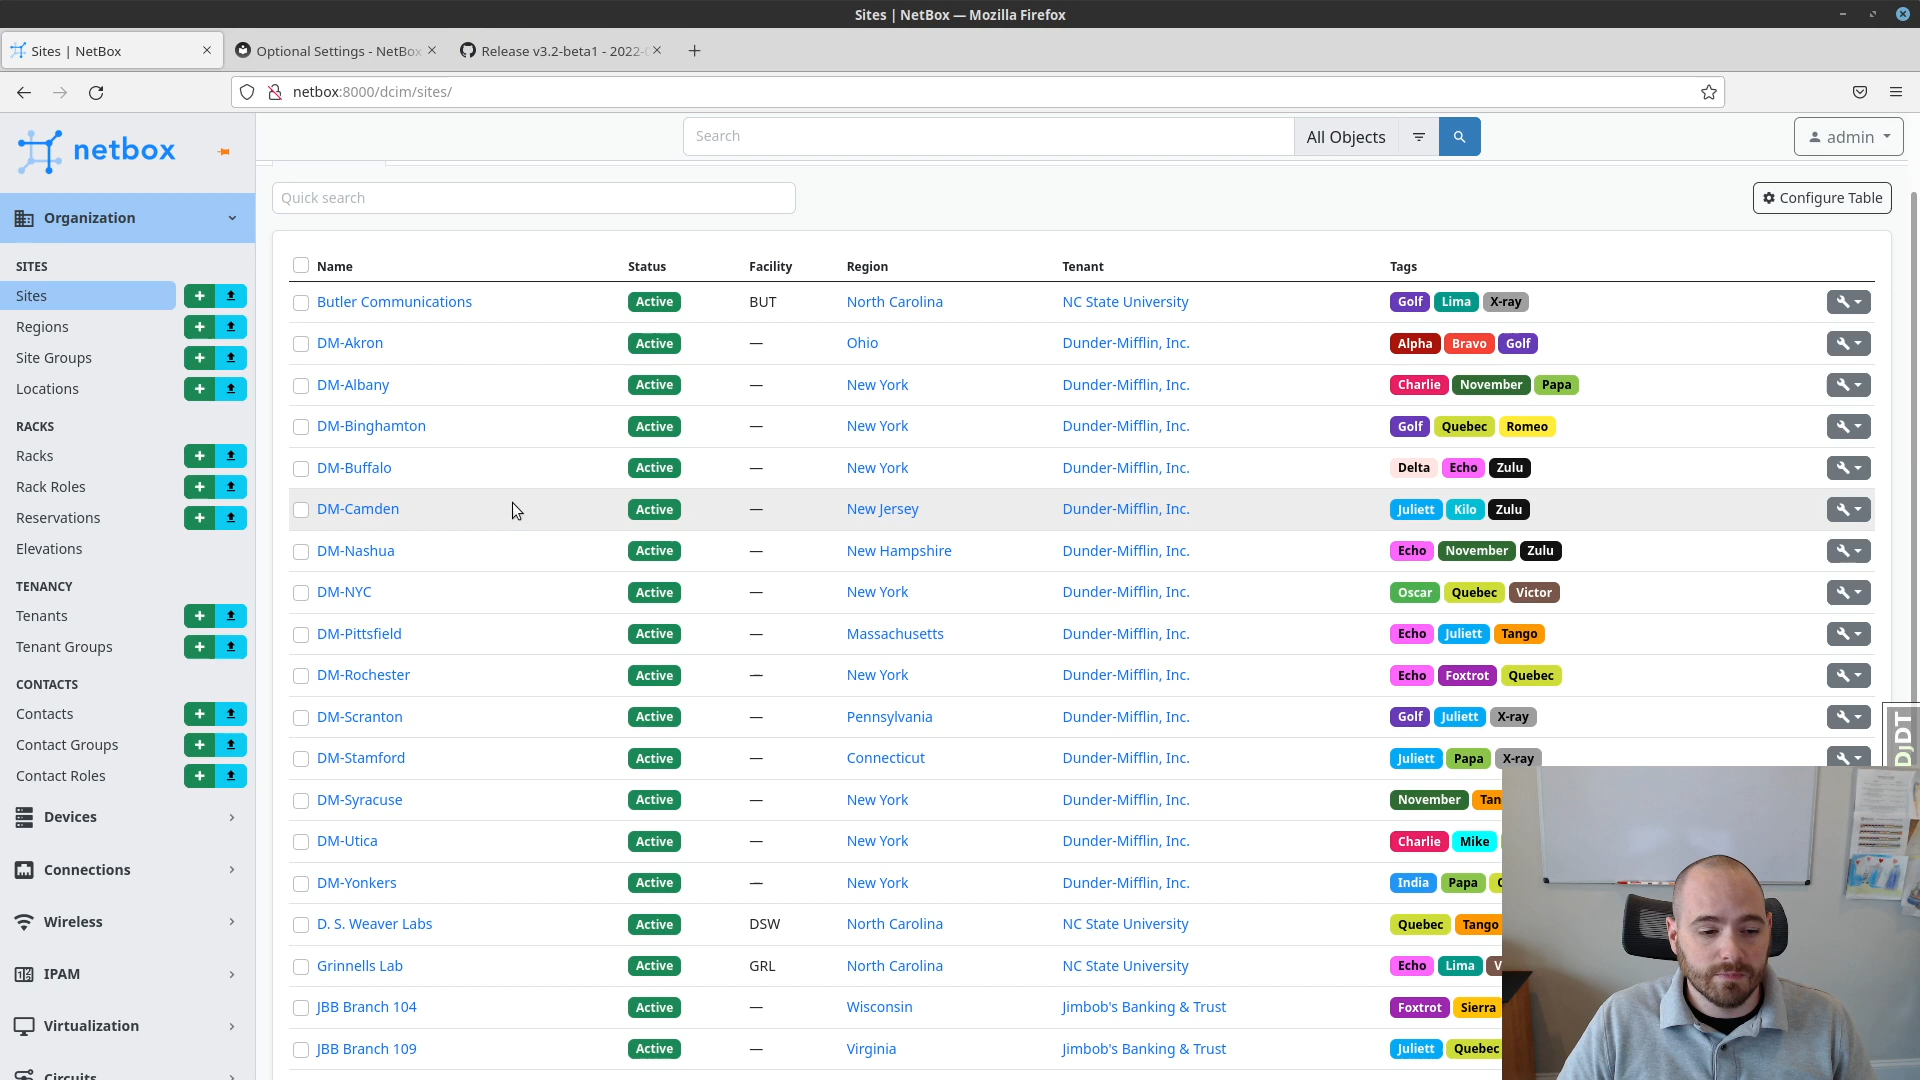 Sites | NetBox — Mozilla Firefox
Sites | NetBox
Optional Settings - NetBox
Release v3.2-beta1 - 2022-
netbox:8000/dcim/sites/
netbox
Search
All Objects
admin
Quick search
Configure Table
Organization
SITES
Sites
Regions
Site Groups
Locations
RACKS
Racks
Rack Roles
Reservations
Elevations
TENANCY
Tenants
Tenant Groups
CONTACTS
Contacts
Contact Groups
Contact Roles
Devices
Connections
Wireless
IPAM
Virtualization
Circuits
Name Status Facility Region Tenant Tags
Butler Communications Active BUT North Carolina NC State University Golf Lima X-ray
DM-Akron Active — Ohio Dunder-Mifflin, Inc. Alpha Bravo Golf
DM-Albany Active — New York Dunder-Mifflin, Inc. Charlie November Papa
DM-Binghamton Active — New York Dunder-Mifflin, Inc. Golf Quebec Romeo
DM-Buffalo Active — New York Dunder-Mifflin, Inc. Delta Echo Zulu
DM-Camden Active — New Jersey Dunder-Mifflin, Inc. Juliett Kilo Zulu
DM-Nashua Active — New Hampshire Dunder-Mifflin, Inc. Echo November Zulu
DM-NYC Active — New York Dunder-Mifflin, Inc. Oscar Quebec Victor
DM-Pittsfield Active — Massachusetts Dunder-Mifflin, Inc. Echo Juliett Tango
DM-Rochester Active — New York Dunder-Mifflin, Inc. Echo Foxtrot Quebec
DM-Scranton Active — Pennsylvania Dunder-Mifflin, Inc. Golf Juliett X-ray
DM-Stamford Active — Connecticut Dunder-Mifflin, Inc. Juliett Papa X-ray
DM-Syracuse Active — New York Dunder-Mifflin, Inc. November Tan
DM-Utica Active — New York Dunder-Mifflin, Inc. Charlie Mike
DM-Yonkers Active — New York Dunder-Mifflin, Inc. India Papa
D. S. Weaver Labs Active DSW North Carolina NC State University Quebec Tango
Grinnells Lab Active GRL North Carolina NC State University Echo Lima V
JBB Branch 104 Active — Wisconsin Jimbob's Banking & Trust Foxtrot Sierra
JBB Branch 109 Active — Virginia Jimbob's Banking & Trust Juliett Quebec
DjDT